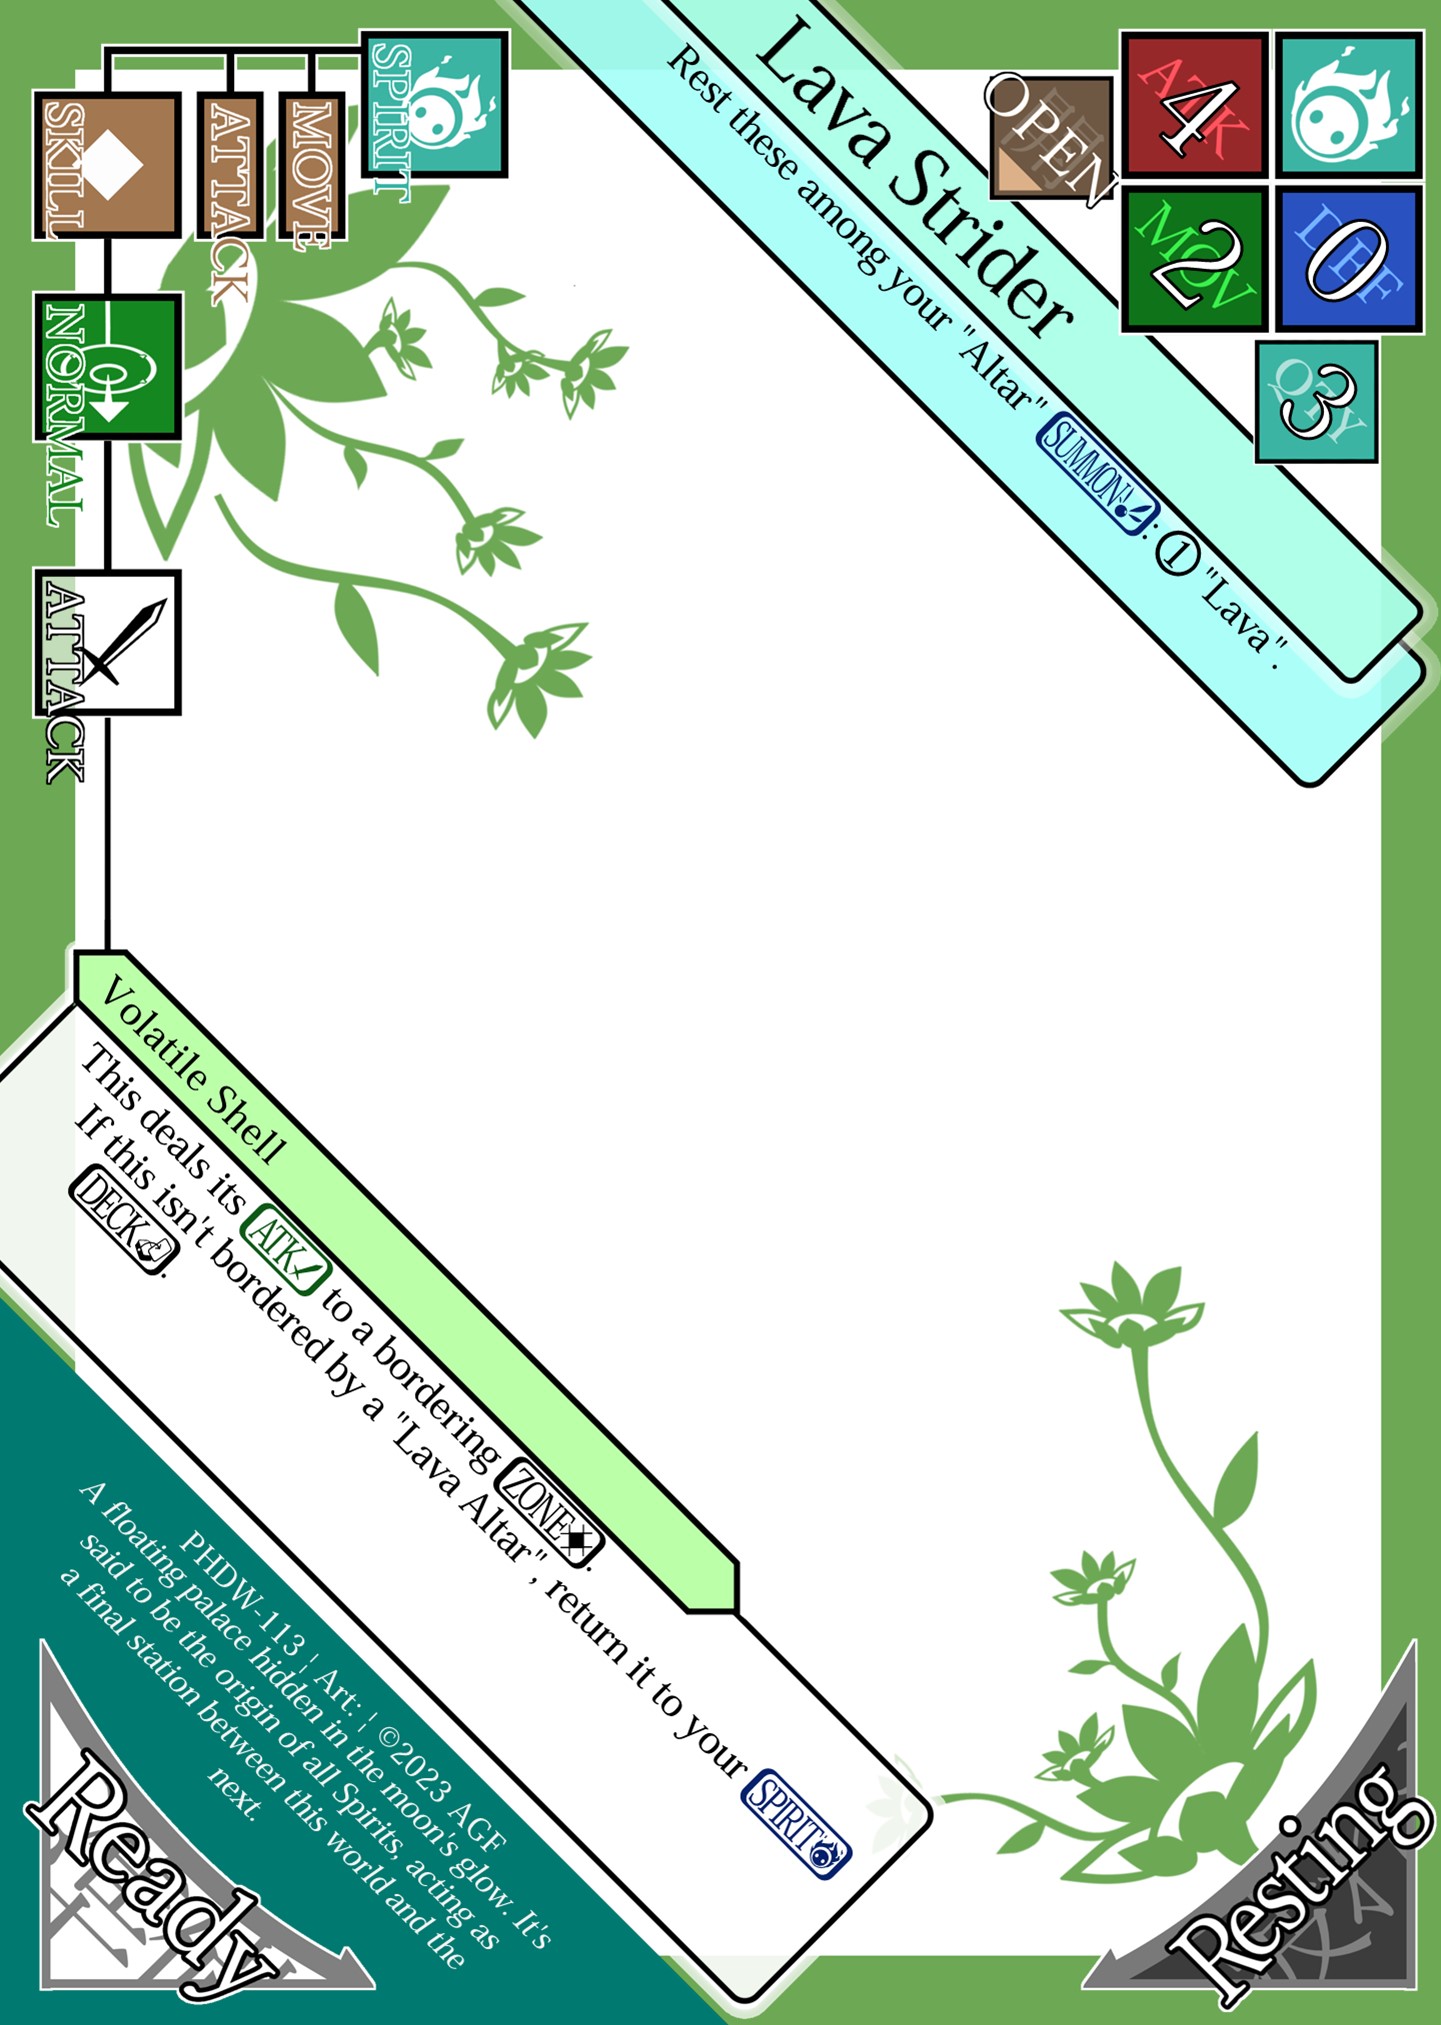 Lava Strider
Rest these among your "Altar" SUMMON: 1 "Lava".
OPEN
ATK
4
MOV
2
DEF
0
QTY
3
SPIRIT
MOVE
ATTACK
SKILL
NORMAL
ATTACK
Volatile Shell
This deals its ATK to a bordering ZONE.
If this isn't bordered by a "Lava Altar", return it to your SPIRIT
DECK.
PHDW-113 ¦ Art: ¦ ©2023 AGF
A floating palace hidden in the moon's glow. It's
said to be the origin of all Spirits, acting as
a final station between this world and the
next.
Ready
Resting